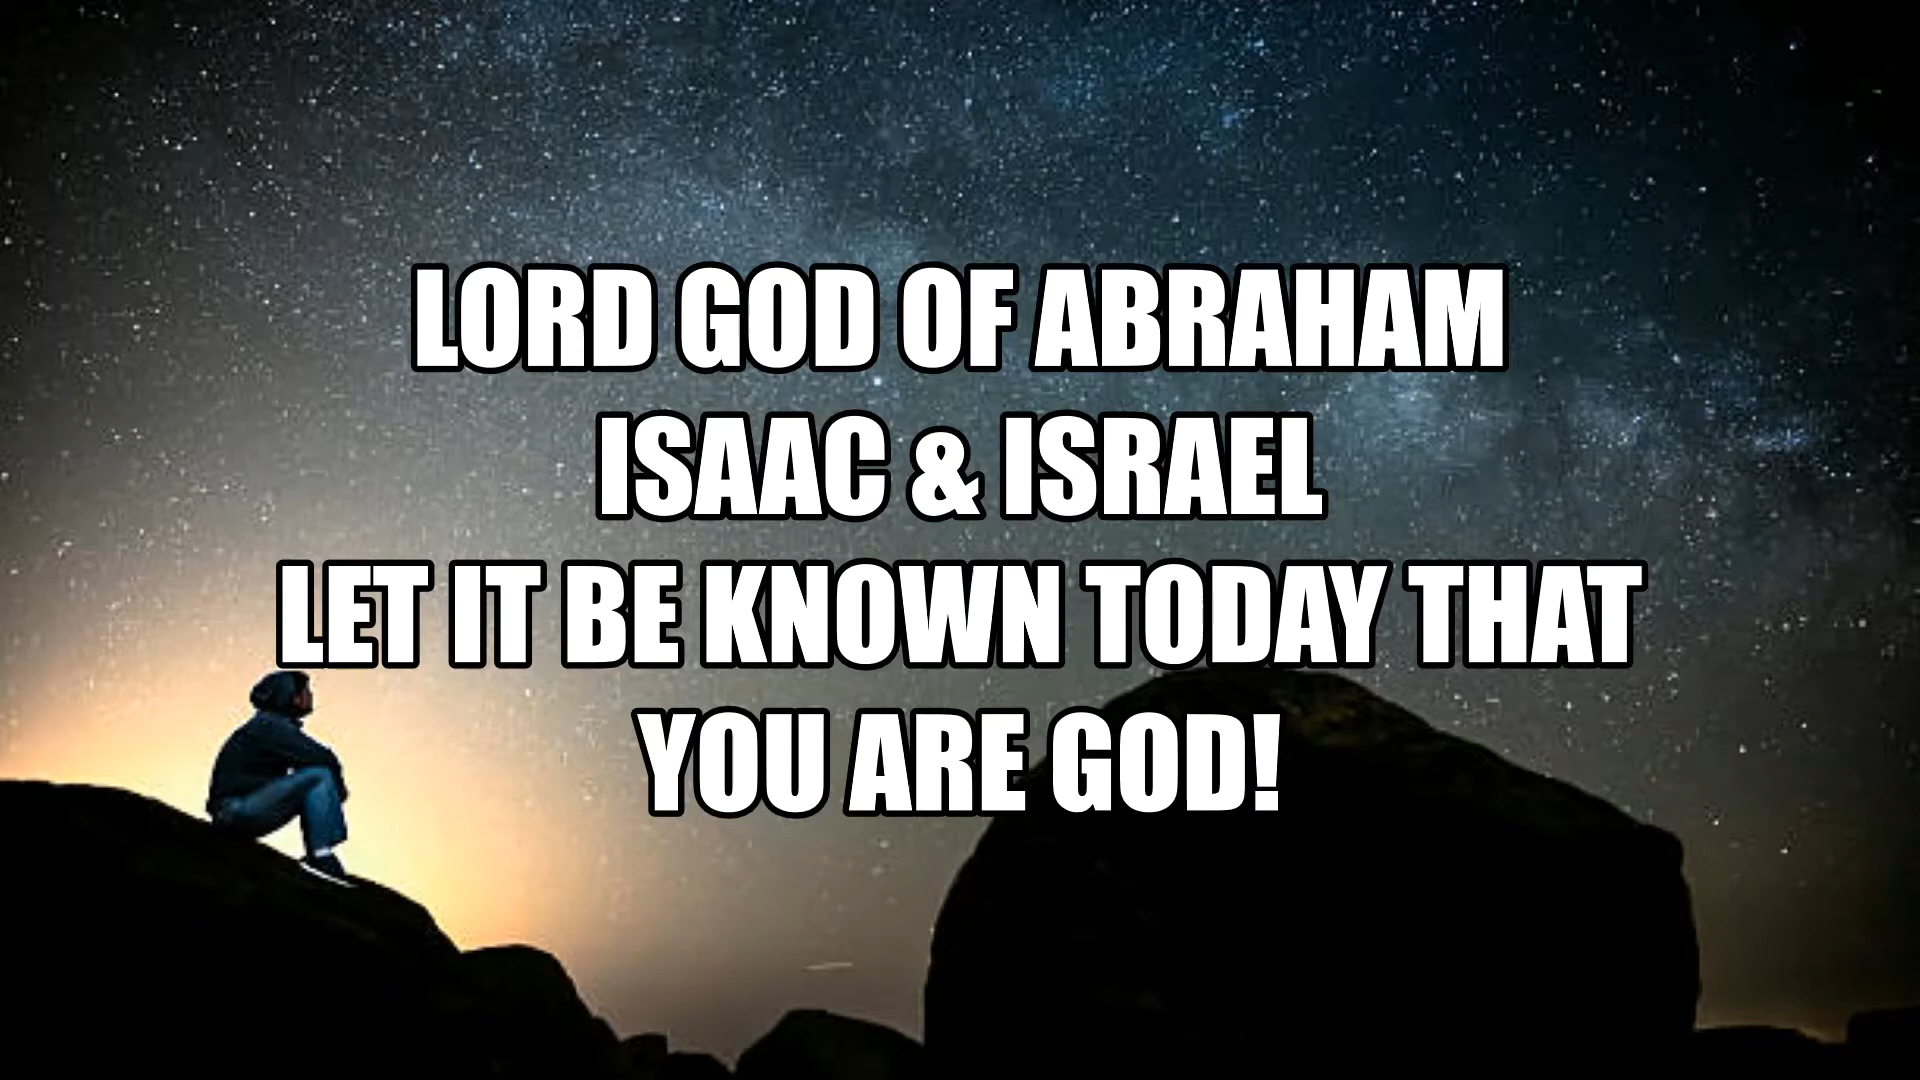 LORD GOD OF ABRAHAM
ISAAC & ISRAEL
LET IT BE KNOWN TODAY THAT
YOU ARE GOD!